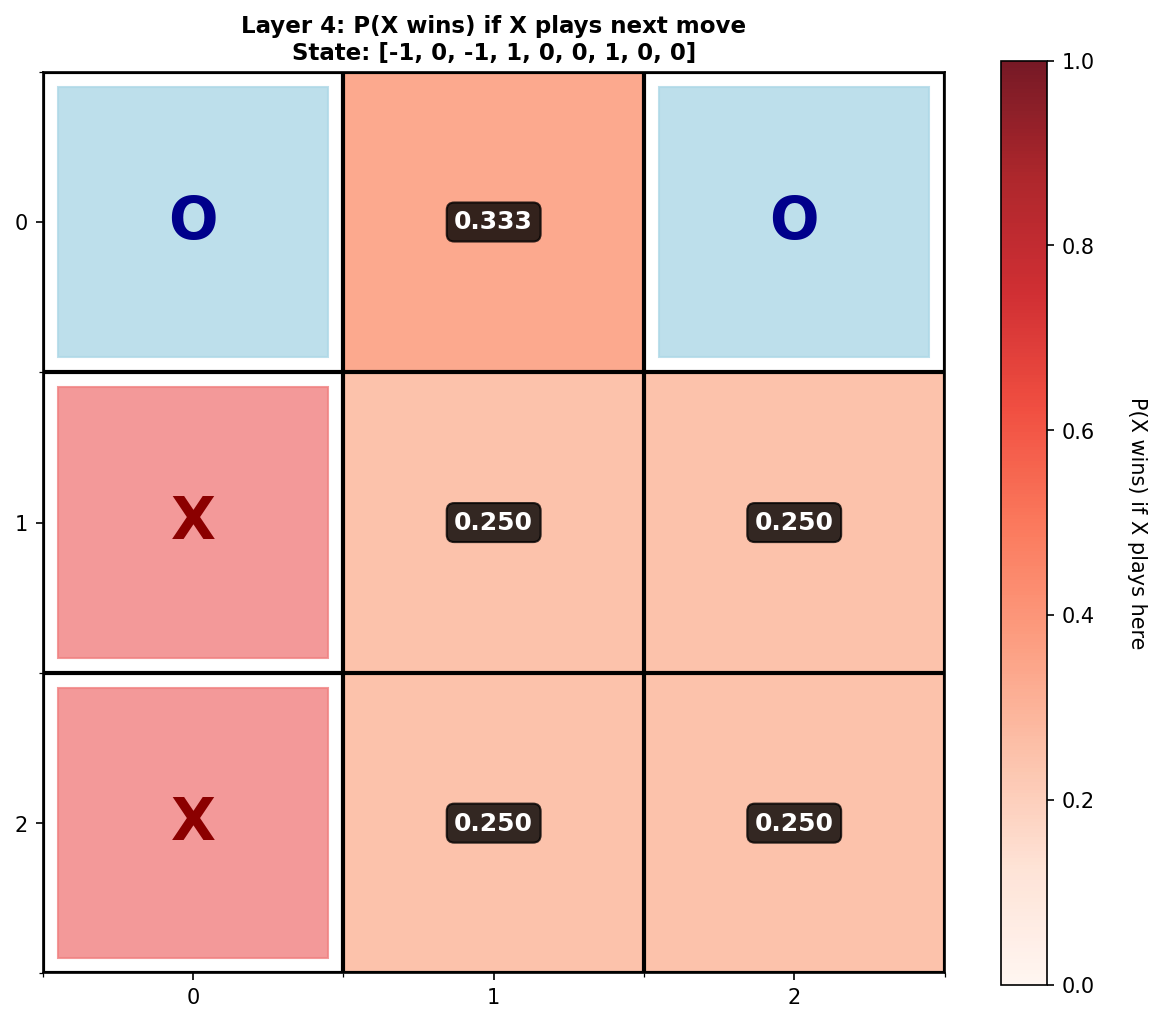 Layer 4: P(X wins) if X plays next move
State: [-1, 0, -1, 1, 0, 0, 1, 0, 0]
0
O
0.333
O
1
X
0.250
0.250
2
X
0.250
0.250
0
1
2
1.0
0.8
0.6
0.4
0.2
0.0
P(X wins) if X plays here